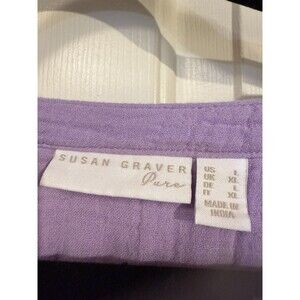 SUSAN GRAVER
Pure
US L
UK XL
DE L
IT XL
MADE IN
INDIA